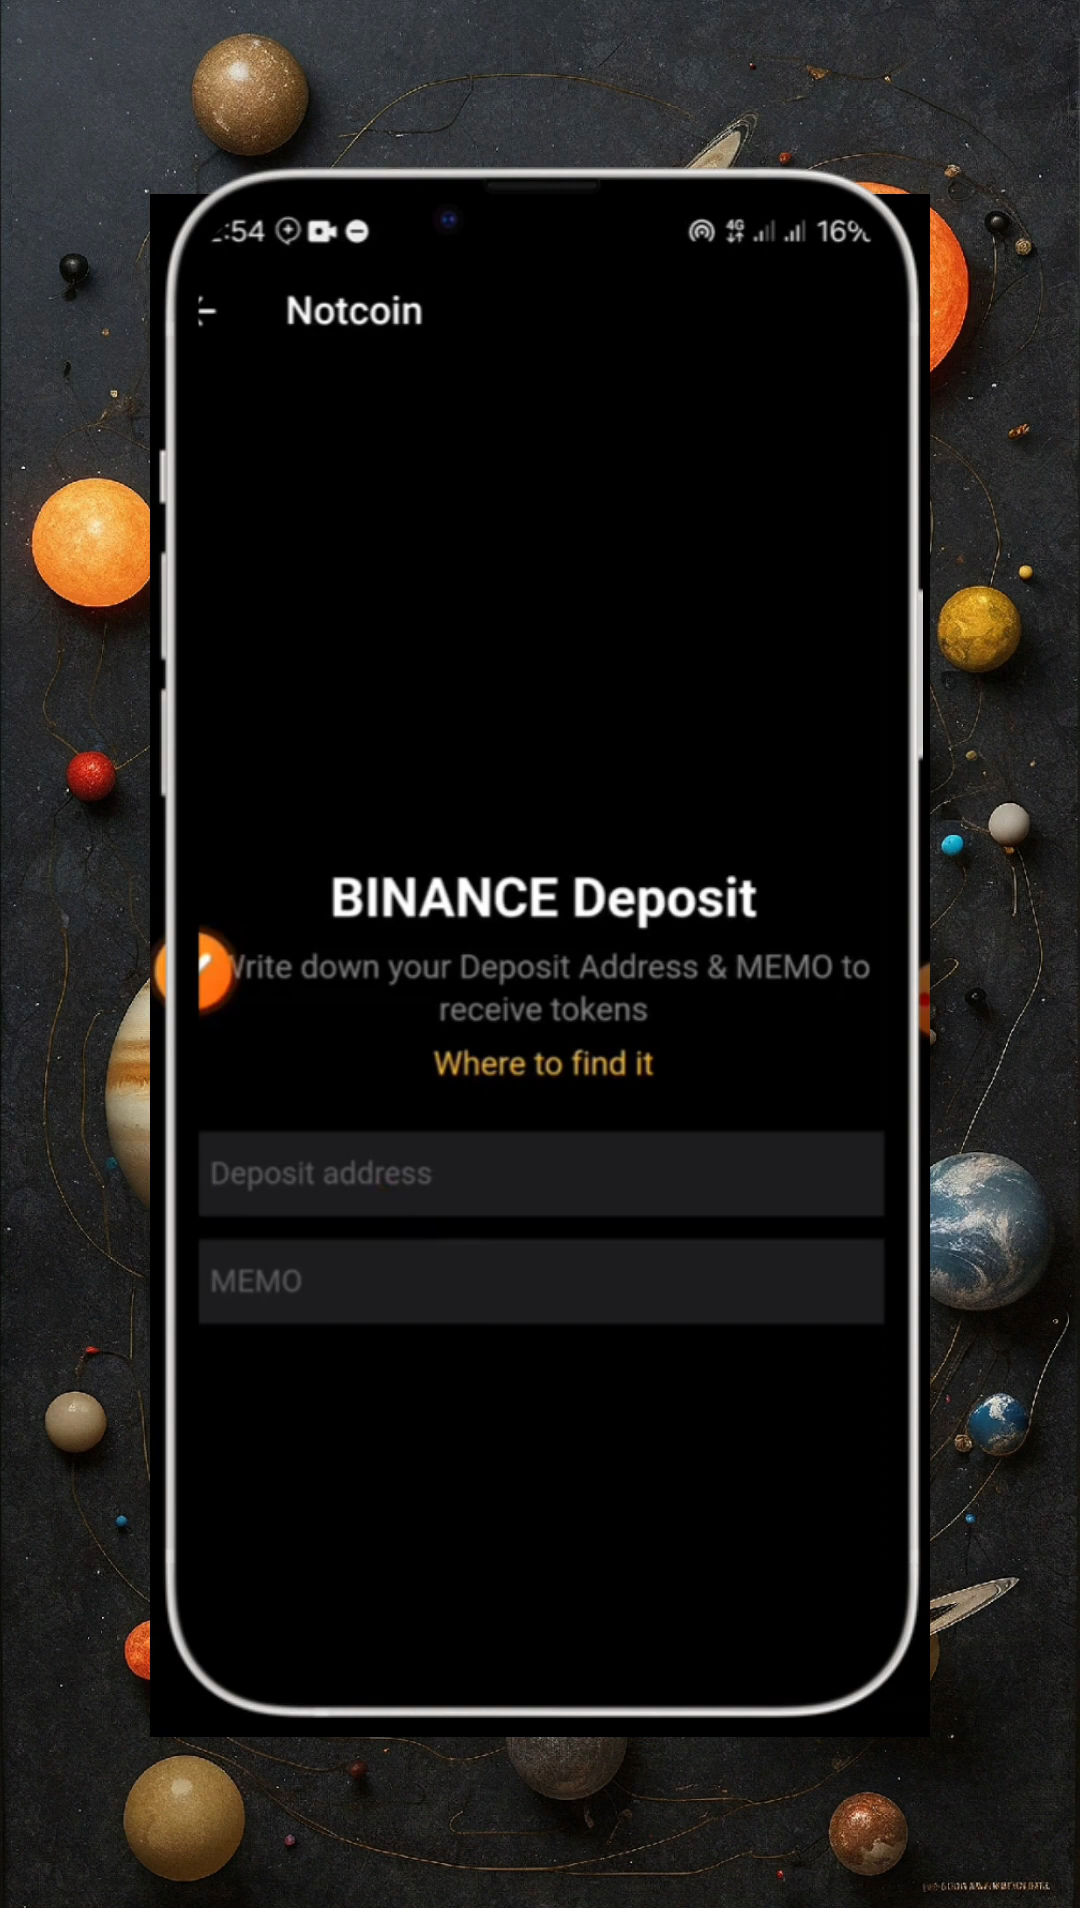 :54 4G 16%
Notcoin
BINANCE Deposit
Write down your Deposit Address & MEMO to
receive tokens
Where to find it
Deposit address
MEMO